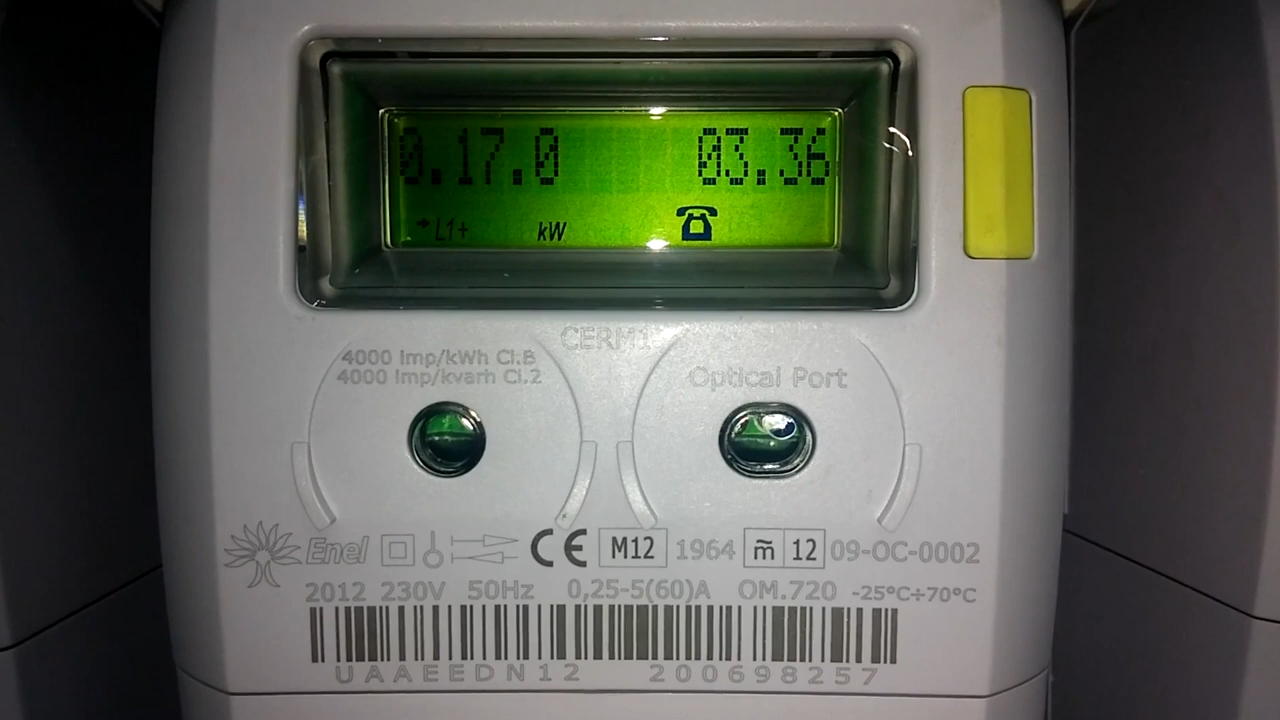 0.17.0 03.36
L1+ kW
CERM1
4000 imp/kWh Cl.B
4000 imp/kvarh Cl.2
Optical Port
Enel CE M12 1964 m̃ 12 09-OC-0002
2012 230V 50Hz 0,25-5(60)A OM.720 -25°C÷70°C
UAAEEDN12 200698257